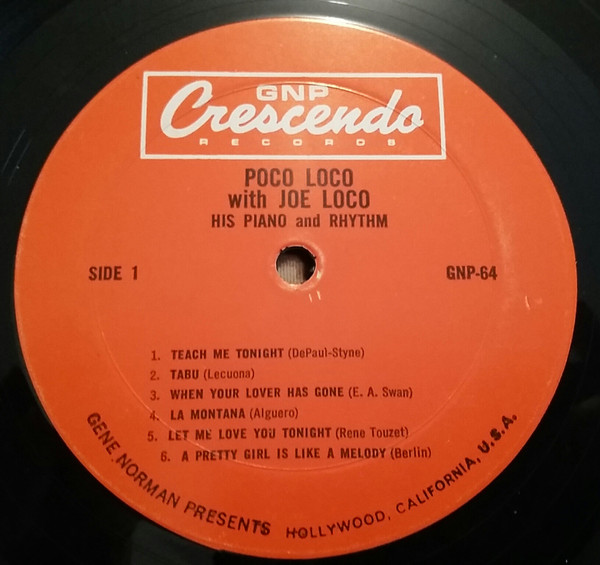 GNP
Crescendo
RECORDS
POCO LOCO
with JOE LOCO
HIS PIANO and RHYTHM
SIDE 1
GNP-64
1. TEACH ME TONIGHT (DePaul-Styne)
2. TABU (Lecuona)
3. WHEN YOUR LOVER HAS GONE (E. A. Swan)
4. LA MONTANA (Alguero)
5. LET ME LOVE YOU TONIGHT (Rene Touzet)
6. A PRETTY GIRL IS LIKE A MELODY (Berlin)
GENE NORMAN PRESENTS HOLLYWOOD, CALIFORNIA, U.S.A.